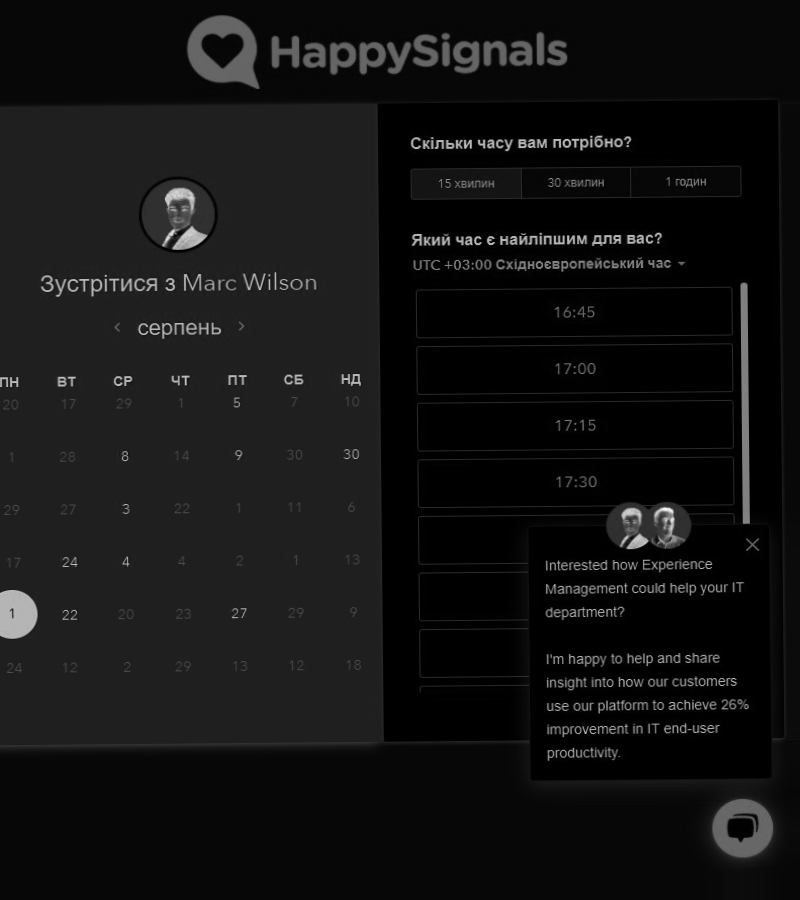 HappySignals
Зустрітися з Marc Wilson
серпень
ПН ВТ СР ЧТ ПТ СБ НД
20 17 29 1 5 7 10
1 28 8 14 9 30 30
29 27 3 22 1 11 6
17 24 4 4 2 1 13
1 22 20 23 27 29 9
24 12 2 29 13 12 18
Скільки часу вам потрібно?
15 хвилин 30 хвилин 1 годин
Який час є найліпшим для вас?
UTC +03:00 Східноєвропейський час
16:45
17:00
17:15
17:30
Interested how Experience
Management could help your IT
department?
I'm happy to help and share
insight into how our customers
use our platform to achieve 26%
improvement in IT end-user
productivity.